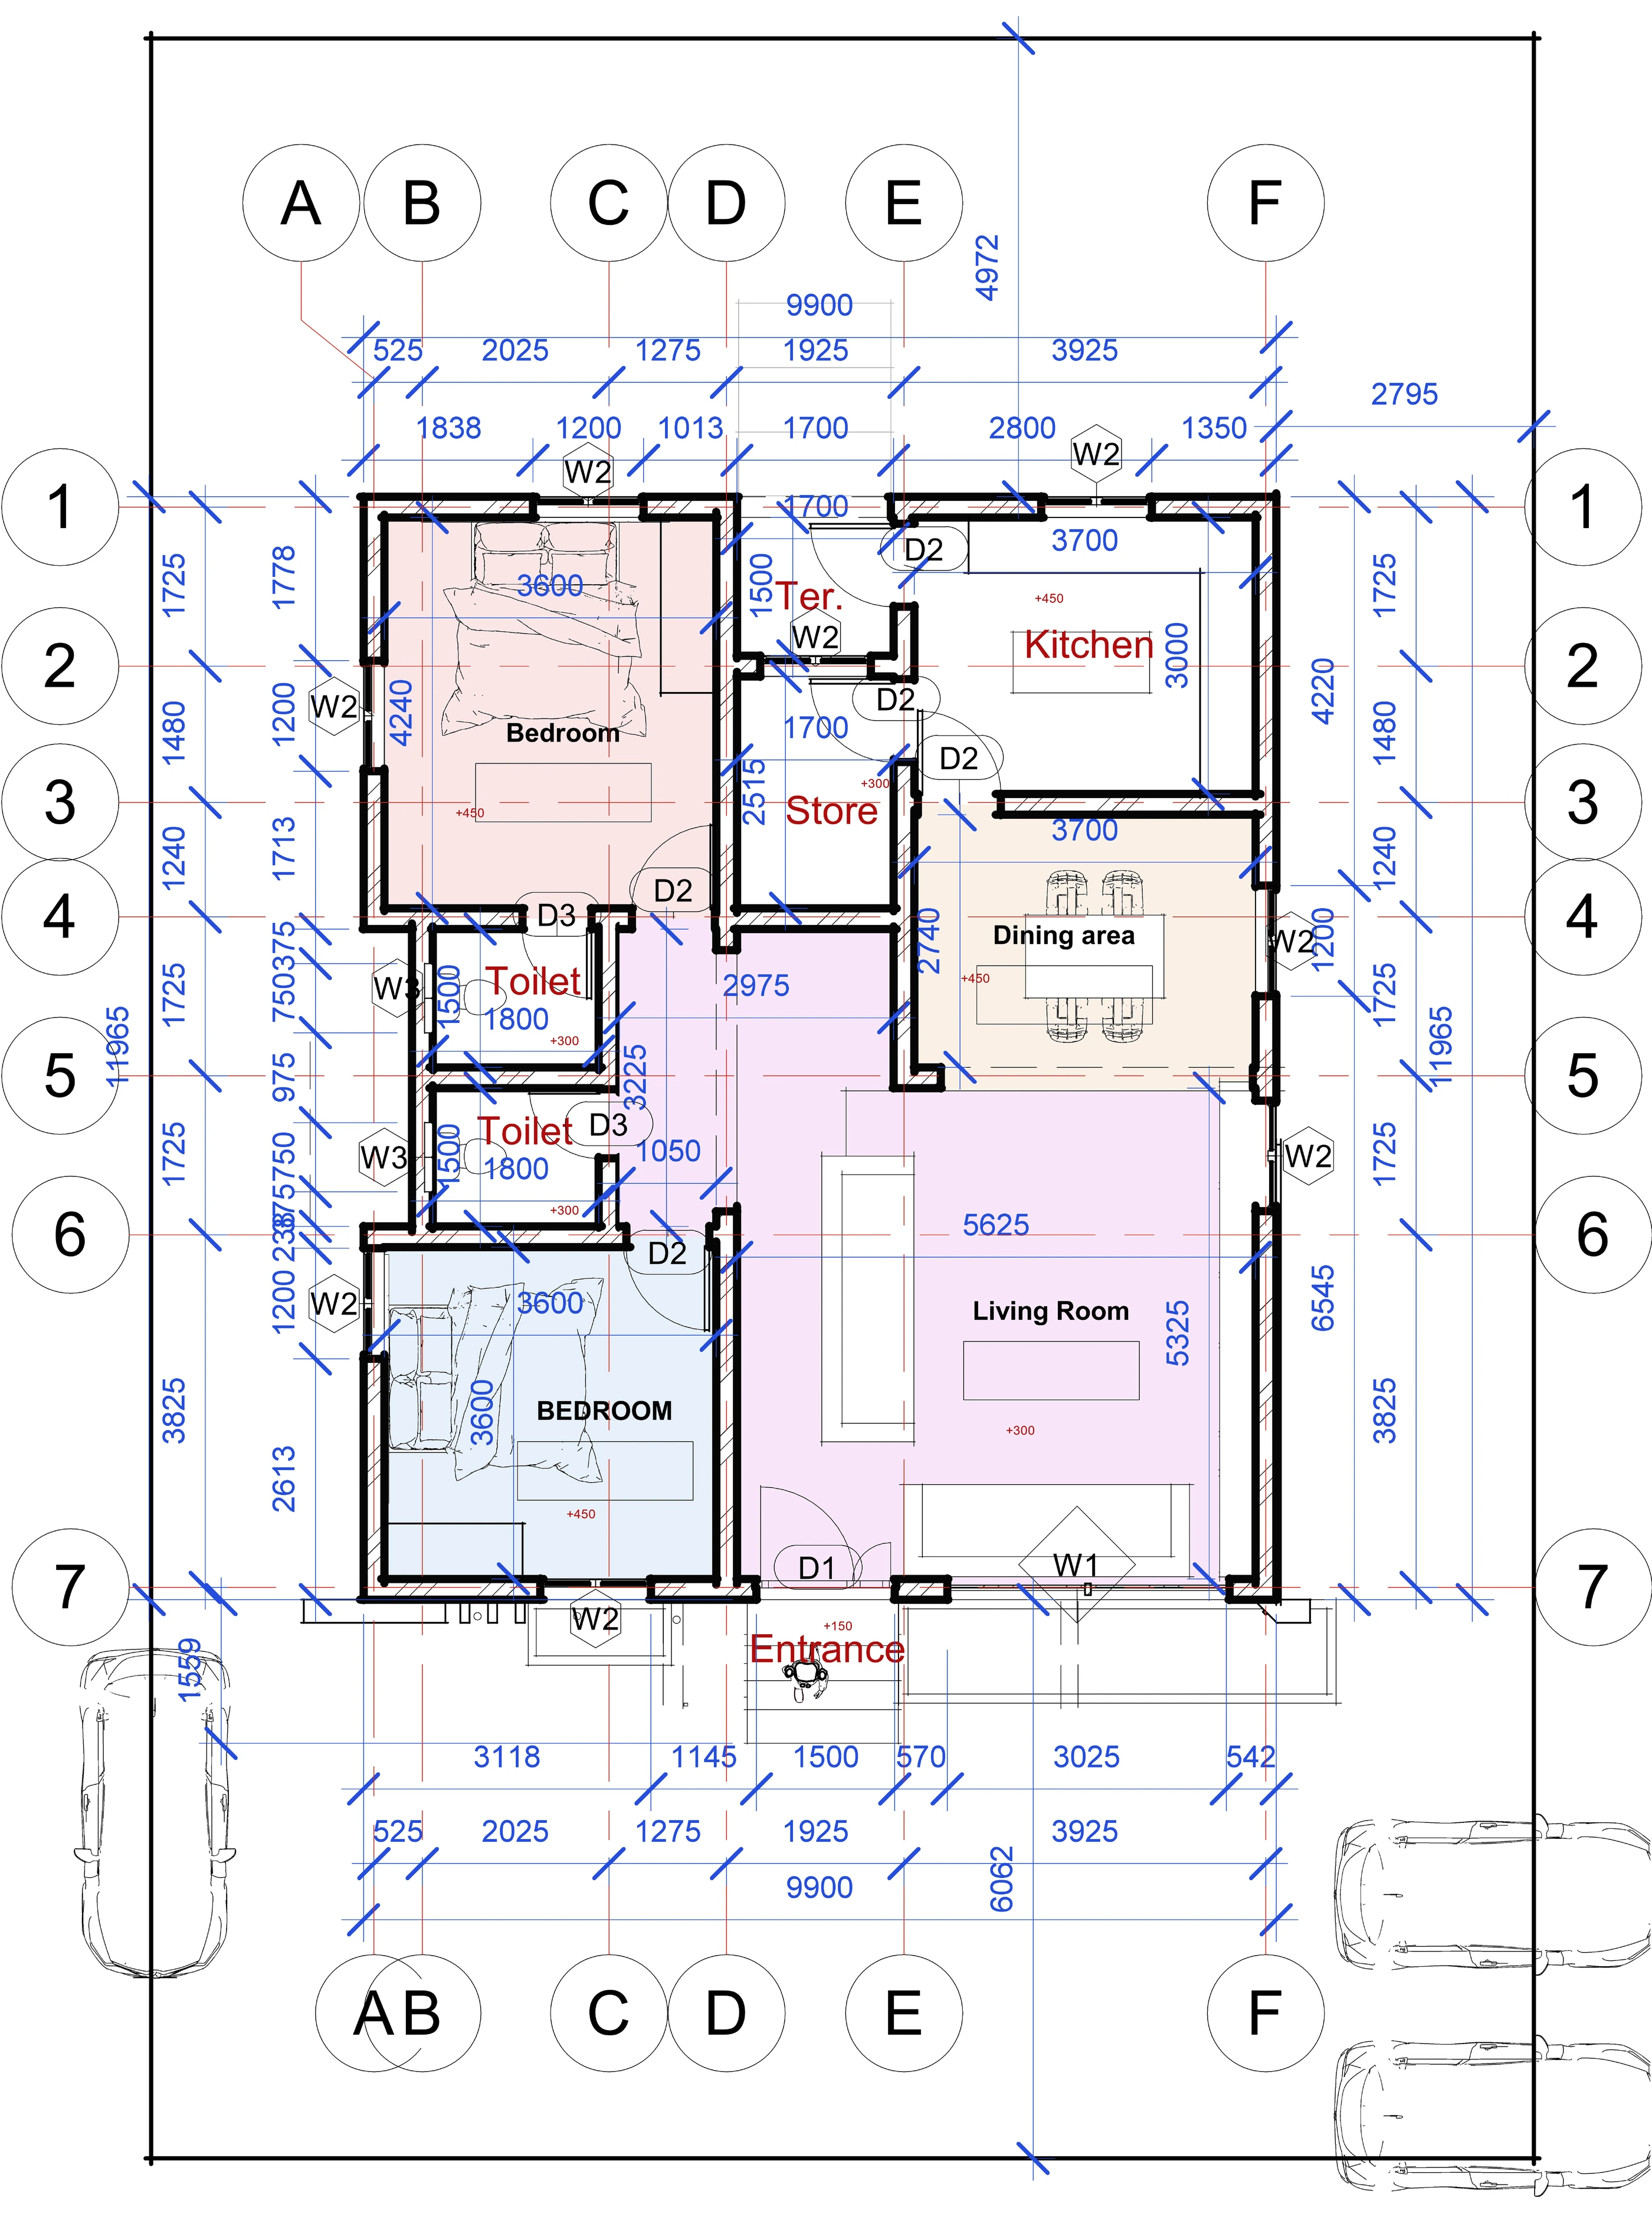 A B C D E F
4972
9900
525 2025 1275 1925 3925
2795
1838 1200 1013 1700 2800 1350
W2 W2
1 1
1700
D2
3700
1725 1778 1500 1725
Ter.
+450
W2
Kitchen
3000
3600
2 2
W2
1200
4240
D2
4220
1480 1480
1700
Bedroom
D2
2515
+300
3 3
Store
+450
3700
1240 1713 1240
D2
D3
4 4
375
2740
Dining area
W2
1200
Toilet
W3
750
1500
1800
2975
+450
1725 1725
+300
11965 11965
5 5
975
3225
Toilet
D3
W3
1500
1800
1050
W2
1725 750 1725
+300
375
6 6
238
5625
D2
W2
1200
3600
Living Room
5325
6545
3825 3825
3600
BEDROOM
+300
2613
+450
7 7
D1
W1
W2
+150
Entrance
1559
3118 1145 1500 570 3025 542
525 2025 1275 1925 3925
9900
6062
A B C D E F